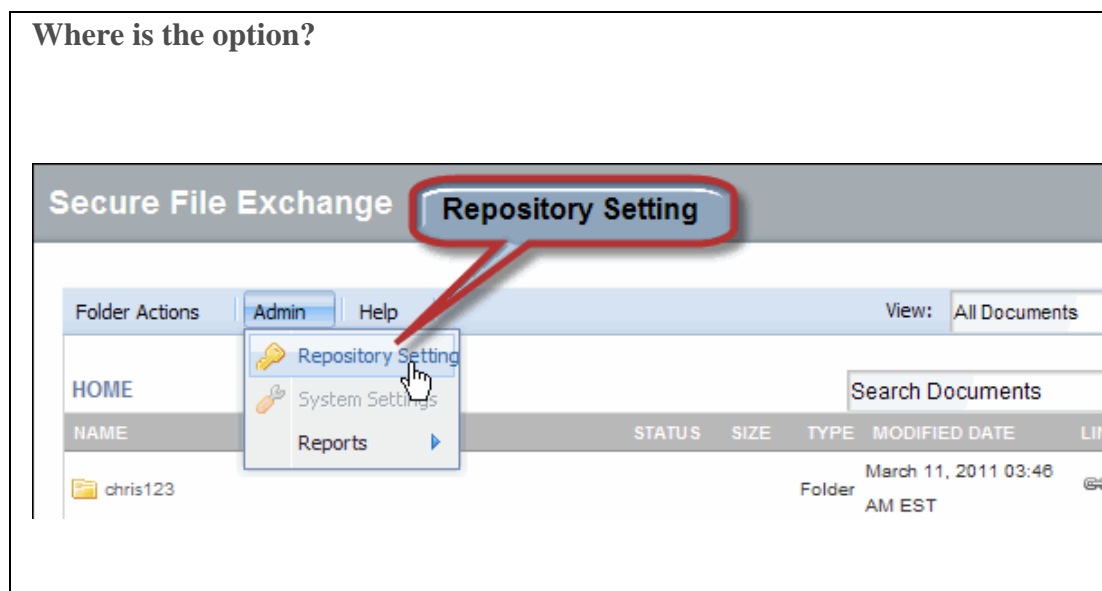 Where is the option?
Secure File Exchange
Repository Setting
Folder Actions Admin Help View: All Documents
Repository Setting
HOME Search Documents
System Settings
NAME STATUS SIZE TYPE MODIFIED DATE
Reports
chris123 Folder March 11, 2011 03:46
AM EST